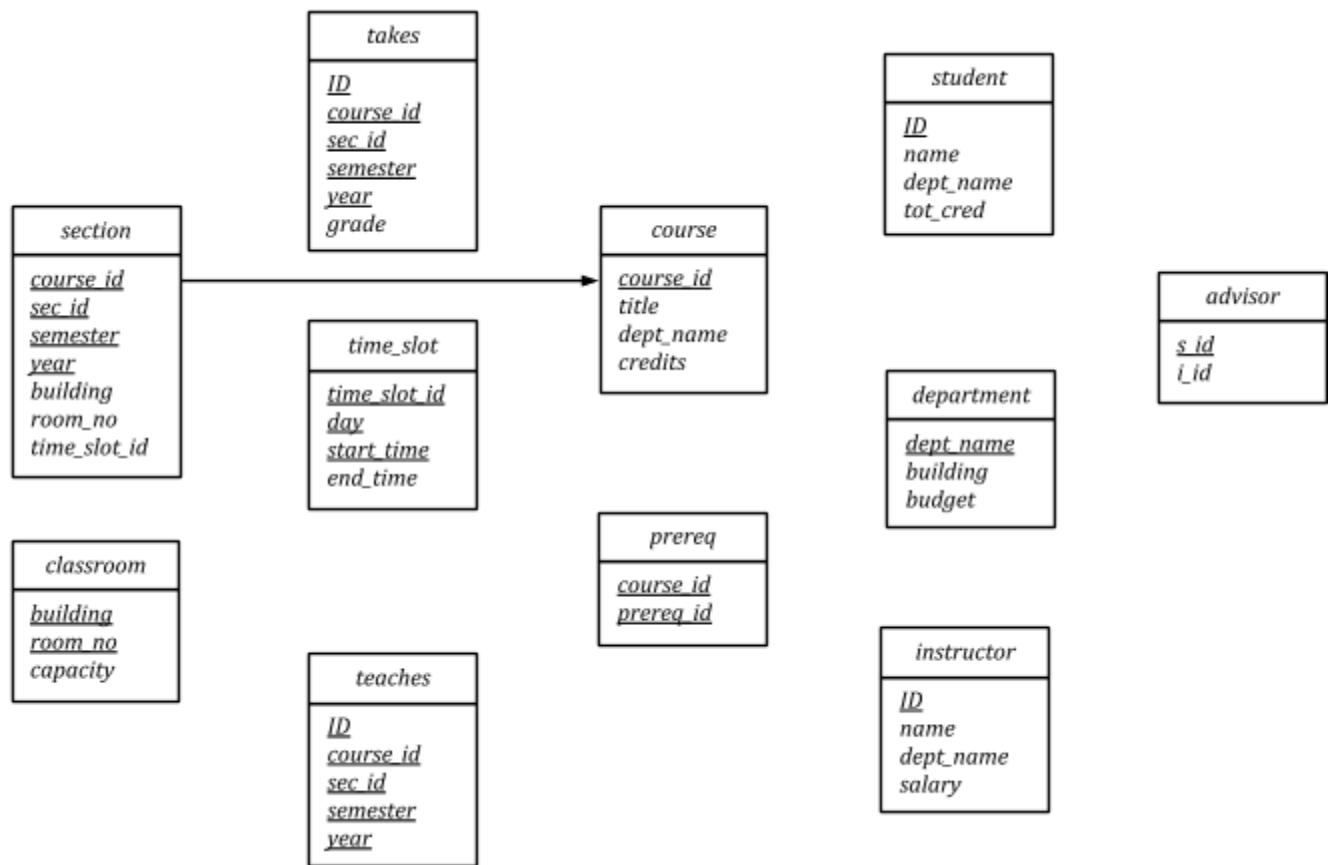 takes
ID
course_id
sec_id
semester
year
grade
student
ID
name
dept_name
tot_cred
section
course_id
sec_id
semester
year
building
room_no
time_slot_id
course
course_id
title
dept_name
credits
advisor
s_id
i_id
time_slot
time_slot_id
day
start_time
end_time
department
dept_name
building
budget
prereq
course_id
prereq_id
classroom
building
room_no
capacity
instructor
ID
name
dept_name
salary
teaches
ID
course_id
sec_id
semester
year